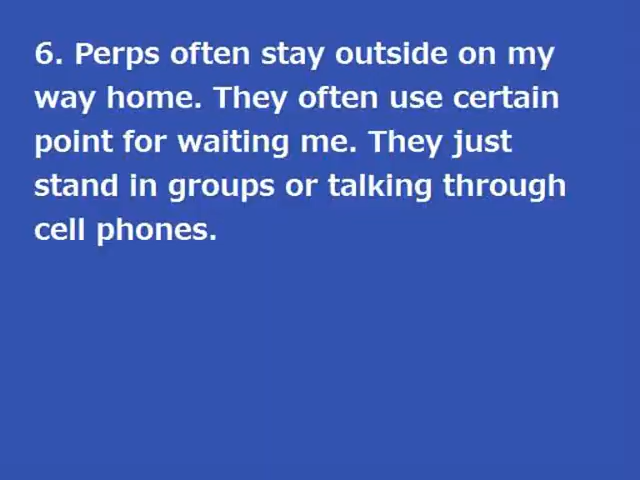 6. Perps often stay outside on my
way home. They often use certain
point for waiting me. They just
stand in groups or talking through
cell phones.